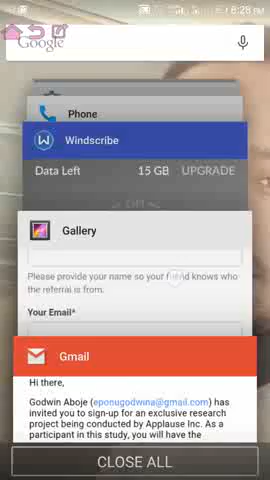 8:28 PM
Google
Phone
Windscribe
Data Left 15 GB UPGRADE
Gallery
Please provide your name so your friend knows who
the referral is from.
Your Email*
Gmail
Hi there,
Godwin Aboje (eponugodwina@gmail.com) has
invited you to sign-up for an exclusive research
project being conducted by Applause Inc. As a
participant in this study, you will have the
CLOSE ALL